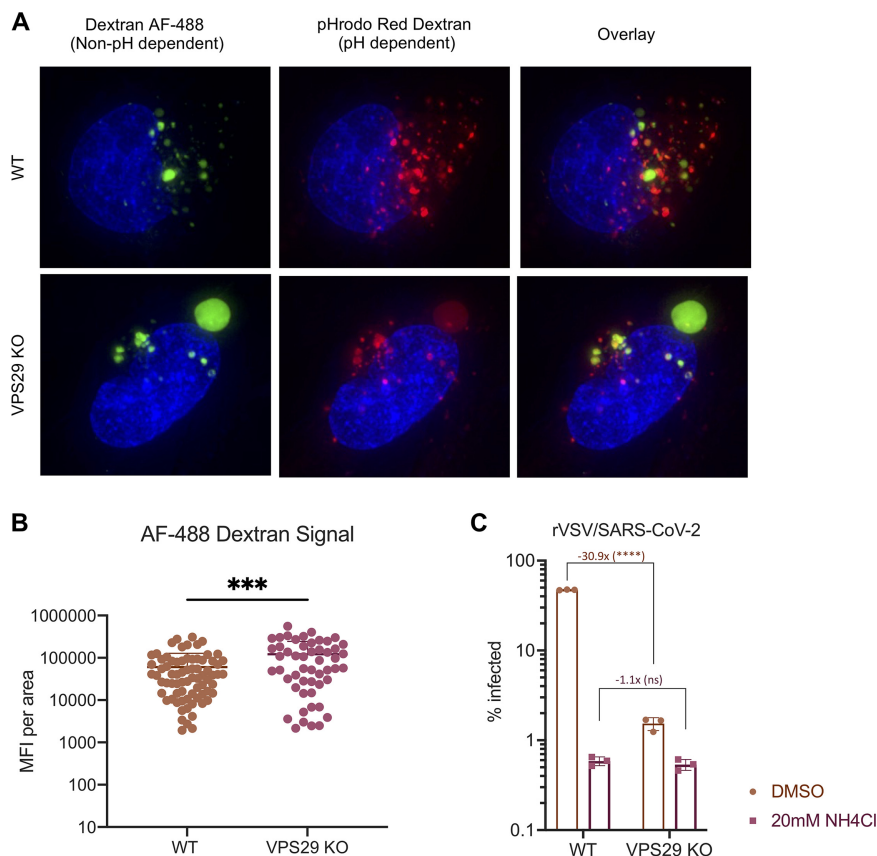 A
Dextran AF-488
(Non-pH dependent)
pHrodo Red Dextran
(pH dependent)
Overlay
WT
VPS29 KO
B
AF-488 Dextran Signal
***
MFI per area
1000000
100000
10000
1000
100
10
WT
VPS29 KO
C
rVSV/SARS-CoV-2
-30.9x (****)
-1.1x (ns)
% infected
100
10
1
0.1
WT
VPS29 KO
DMSO
20mM NH4Cl